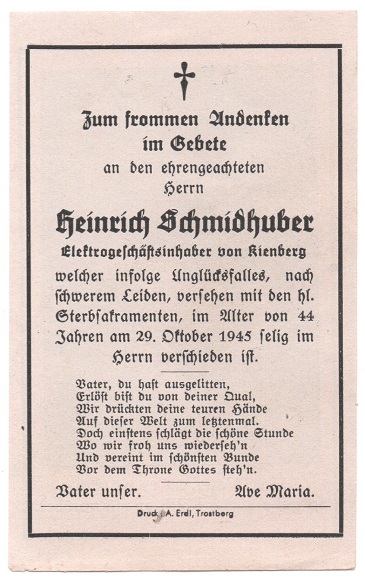 Zum frommen Andenken
im Gebete
an den ehrengeachteten
Herrn
Heinrich Schmidhuber
Elektrogeschäftsinhaber von Kienberg
welcher infolge Unglücksfalles, nach
schwerem Leiden, versehen mit den hl.
Sterbsakramenten, im Alter von 44
Jahren am 29. Oktober 1945 selig im
Herrn verschieden ist.
Vater, du hast ausgelitten,
Erlöst bist du von deiner Qual,
Wir drückten deine teuren Hände
Auf dieser Welt zum letztenmal.
Doch einstens schlägt die schöne Stunde
Wo wir froh uns wiederseh'n
Und vereint im schönsten Bunde
Vor dem Throne Gottes steh'n.
Vater unser. Ave Maria.
Druck A. Erdl, Trostberg